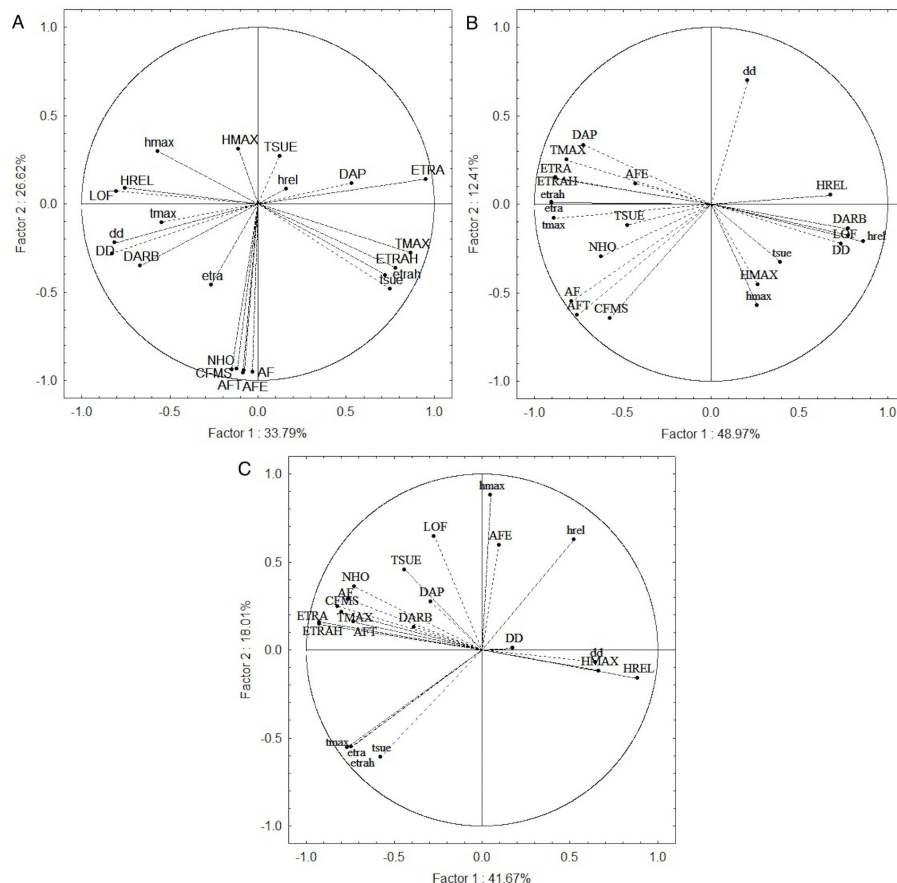 A
1.0
0.5
0.0
-0.5
-1.0
Factor 2 : 26.62%
hmax
HMAX
TSUE
hrel
DAP
ETRA
HREL
LOF
tmax
dd
DD
DARB
etra
TMAX
ETRAH
etrah
tsue
NHO
CFMS
AF
AFT
AFE
-1.0 -0.5 0.0 0.5 1.0
Factor 1 : 33.79%
B
1.0
0.5
0.0
-0.5
-1.0
Factor 2 : 12.41%
dd
DAP
TMAX
ETRA
AFE
ETRAH
etrah
HREL
etra
tmax
TSUE
DARB
LOF
hrel
DD
NHO
tsue
HMAX
AF
hmax
AFT
CFMS
-1.0 -0.5 0.0 0.5 1.0
Factor 1 : 48.97%
C
1.0
0.5
0.0
-0.5
-1.0
Factor 2 : 18.01%
hmax
LOF
AFE
hrel
TSUE
NHO
AF
DAP
CFMS
ETRA
TMAX
DARB
ETRAH
AFT
DD
dd
HMAX
HREL
tmax
etra
tsue
etrah
-1.0 -0.5 0.0 0.5 1.0
Factor 1 : 41.67%